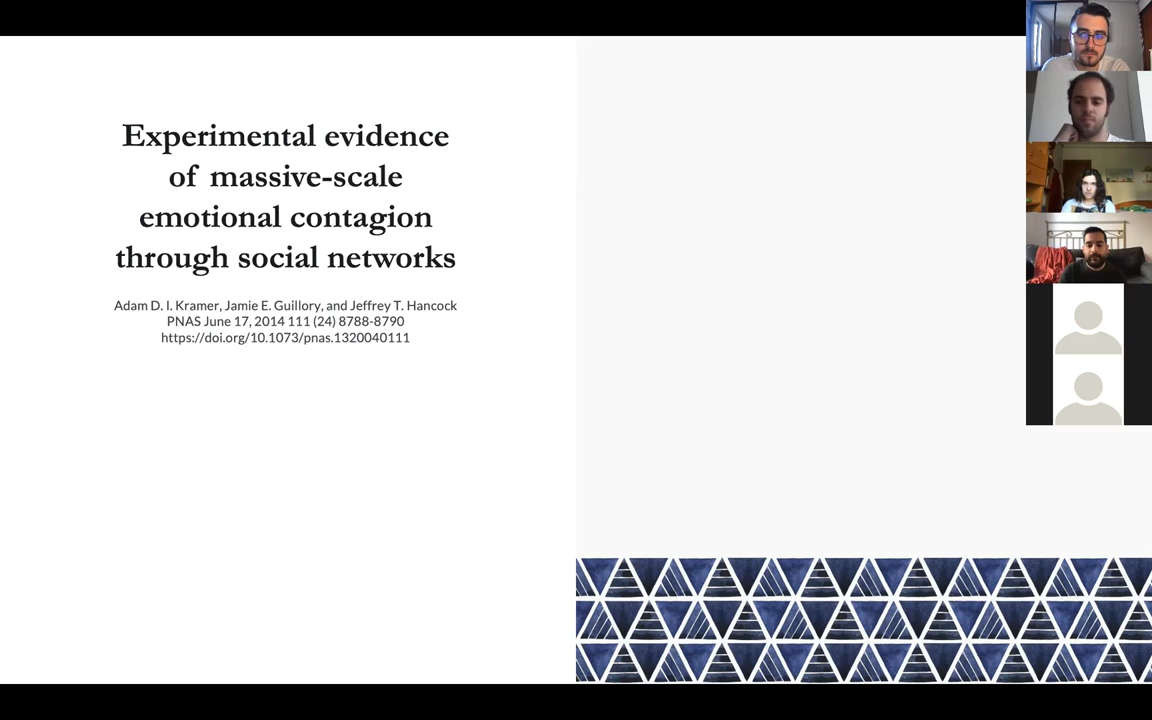 Experimental evidence
of massive-scale
emotional contagion
through social networks
Adam D. I. Kramer, Jamie E. Guillory, and Jeffrey T. Hancock
PNAS June 17, 2014 111 (24) 8788-8790
https://doi.org/10.1073/pnas.1320040111